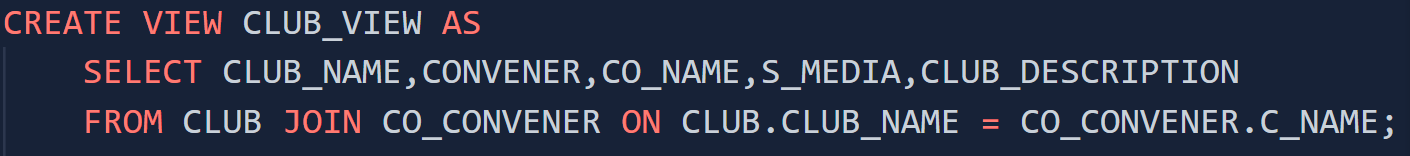 CREATE VIEW CLUB_VIEW AS
SELECT CLUB_NAME,CONVENER,CO_NAME,S_MEDIA,CLUB_DESCRIPTION
FROM CLUB JOIN CO_CONVENER ON CLUB.CLUB_NAME = CO_CONVENER.C_NAME;